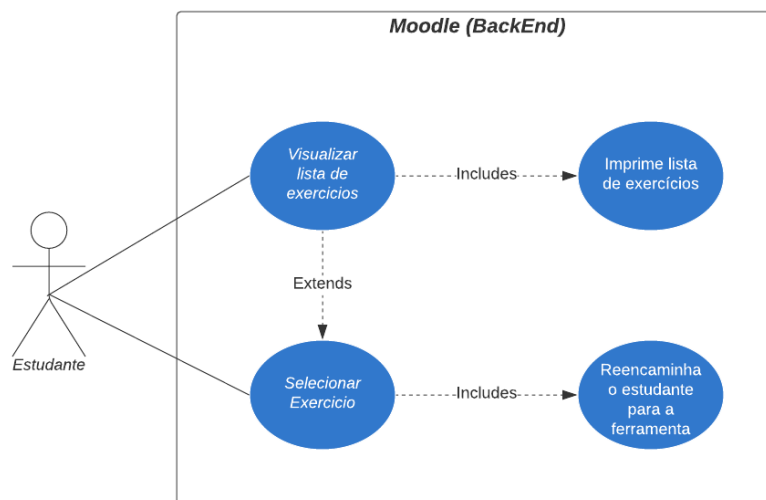 Moodle (BackEnd)
Visualizar
lista de
exercicios
Includes
Imprime lista
de exercícios
Extends
Estudante
Selecionar
Exercicio
Includes
Reencaminha
o estudante
para a
ferramenta